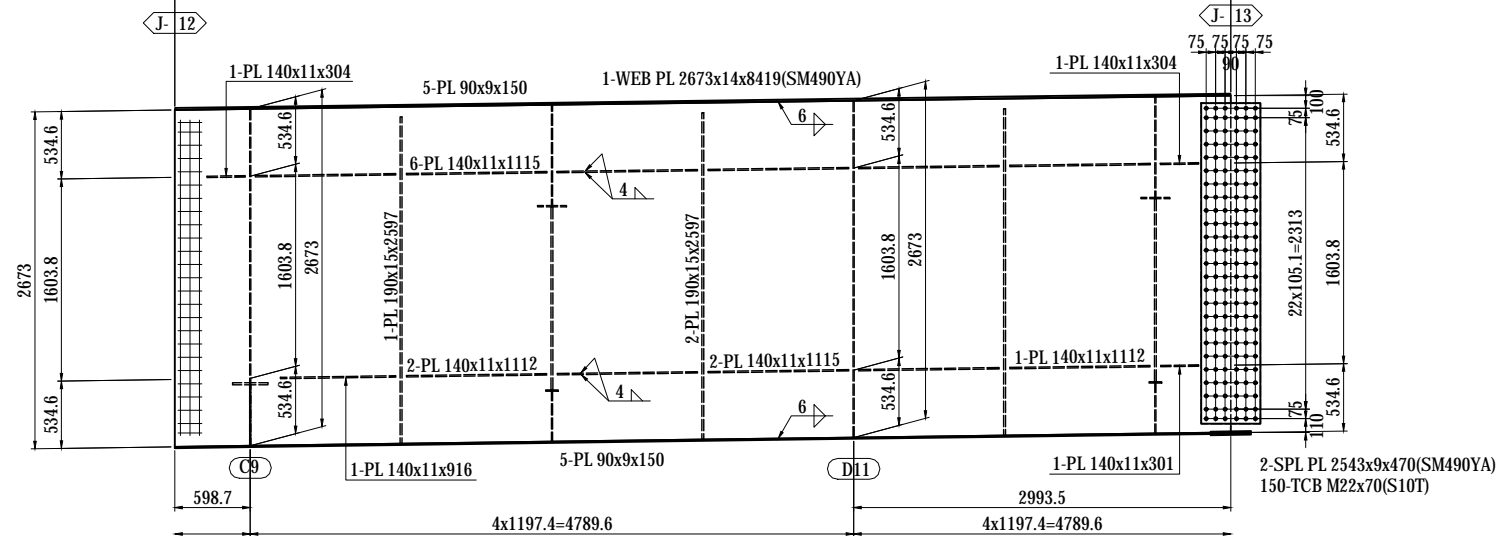 J- 12
J- 13
75 75 75 75 75
90
1-PL 140x11x304
5-PL 90x9x150
1-WEB PL 2673x14x8419(SM490YA)
1-PL 140x11x304
100
75
534.6
534.6
534.6
534.6
6
6-PL 140x11x1115
4
2673
1603.8
1603.8
2673
1-PL 190x15x2597
2-PL 190x15x2597
1603.8
2673
22x105.1=2313
1603.8
2-PL 140x11x1112
2-PL 140x11x1115
1-PL 140x11x1112
4
6
534.6
534.6
534.6
75
534.6
110
C9
1-PL 140x11x916
5-PL 90x9x150
D11
1-PL 140x11x301
2-SPL PL 2543x9x470(SM490YA)
150-TCB M22x70(S10T)
598.7
2993.5
4x1197.4=4789.6
4x1197.4=4789.6